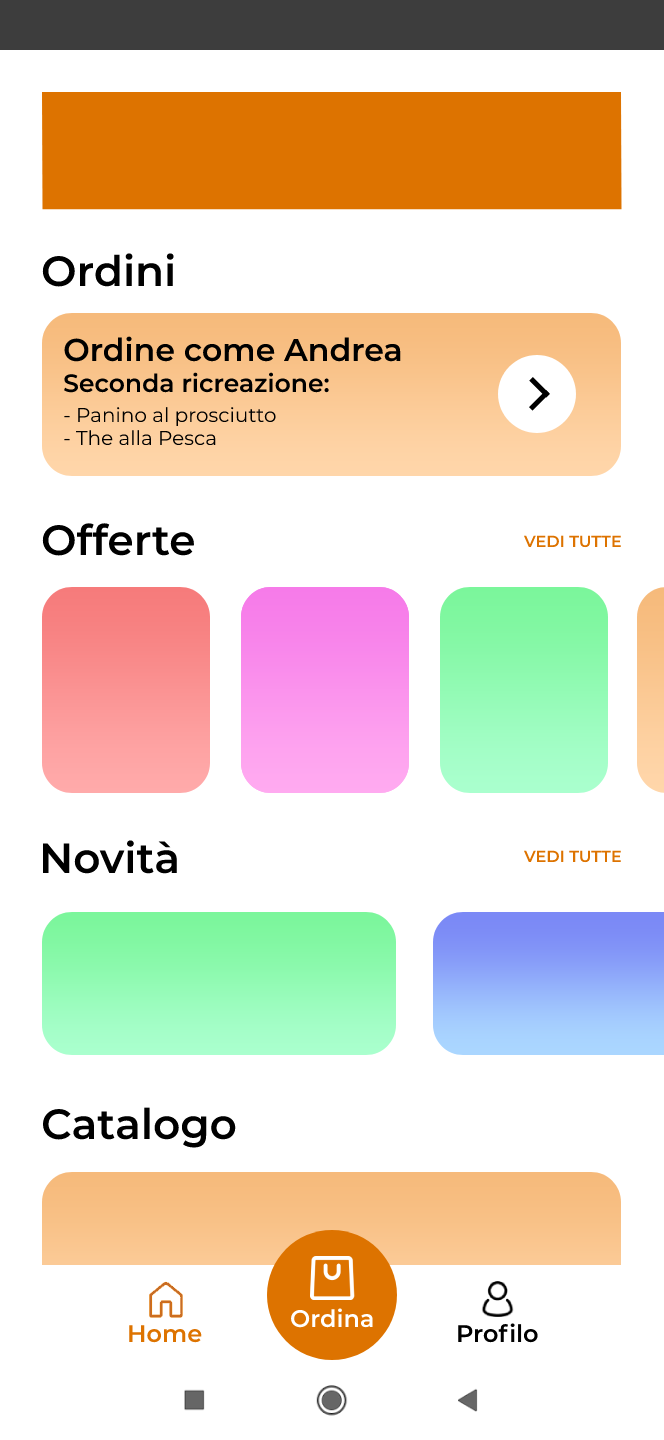 Ordini
Ordine come Andrea
Seconda ricreazione:
- Panino al prosciutto
- The alla Pesca
Offerte
VEDI TUTTE
Novità
VEDI TUTTE
Catalogo
Home
Ordina
Profilo